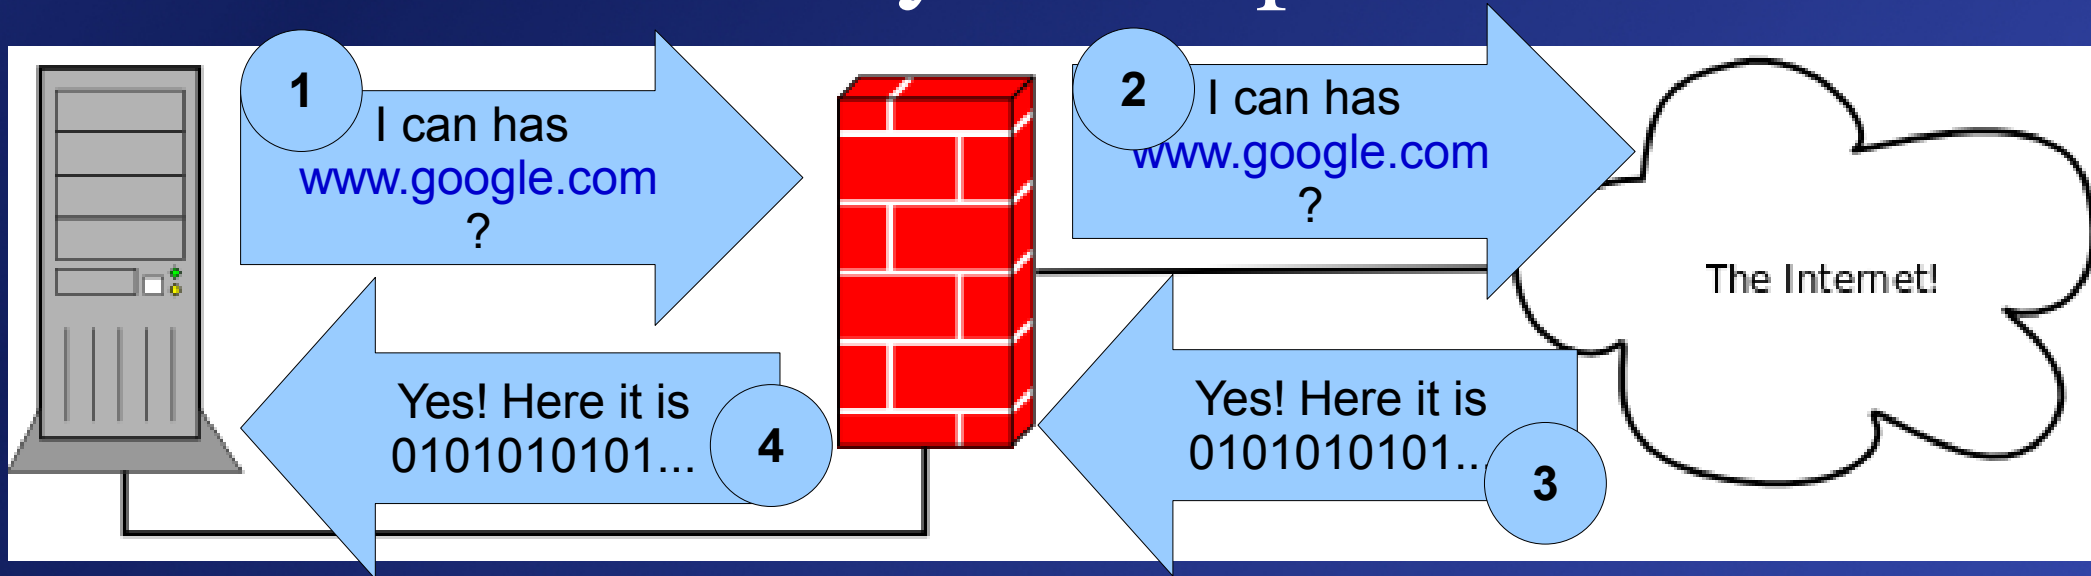 1
I can has
www.google.com
?
2
I can has
www.google.com
?
The Internet!
Yes! Here it is
0101010101...
3
Yes! Here it is
0101010101...
4